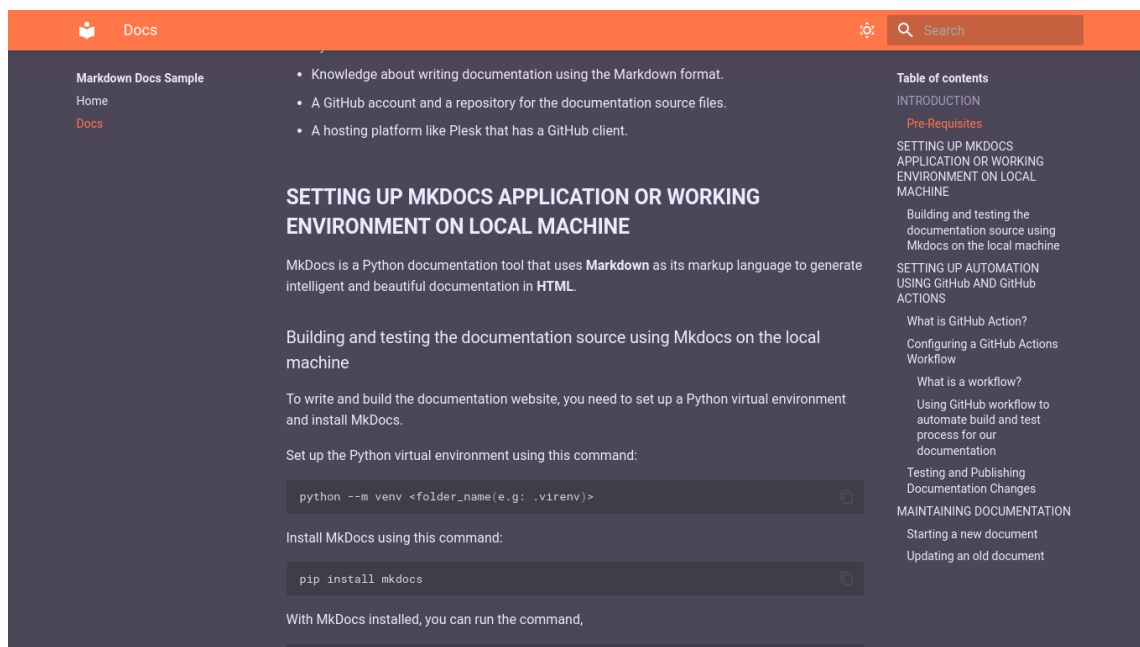 Docs
Search
Markdown Docs Sample
Home
Docs
• Knowledge about writing documentation using the Markdown format.
• A GitHub account and a repository for the documentation source files.
• A hosting platform like Plesk that has a GitHub client.
SETTING UP MKDOCS APPLICATION OR WORKING
ENVIRONMENT ON LOCAL MACHINE
MkDocs is a Python documentation tool that uses Markdown as its markup language to generate
intelligent and beautiful documentation in HTML.
Building and testing the documentation source using Mkdocs on the local
machine
To write and build the documentation website, you need to set up a Python virtual environment
and install MkDocs.
Set up the Python virtual environment using this command:
python --m venv <folder_name(e.g: .virenv)>
Install MkDocs using this command:
pip install mkdocs
With MkDocs installed, you can run the command,
Table of contents
INTRODUCTION
Pre-Requisites
SETTING UP MKDOCS
APPLICATION OR WORKING
ENVIRONMENT ON LOCAL
MACHINE
Building and testing the
documentation source using
Mkdocs on the local machine
SETTING UP AUTOMATION
USING GitHub AND GitHub
ACTIONS
What is GitHub Action?
Configuring a GitHub Actions
Workflow
What is a workflow?
Using GitHub workflow to
automate build and test
process for our
documentation
Testing and Publishing
Documentation Changes
MAINTAINING DOCUMENTATION
Starting a new document
Updating an old document